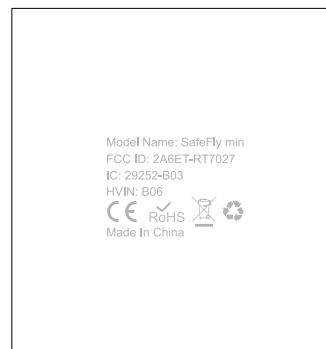 Model Name: SafeFly min
FCC ID: 2A6ET-RT7027
IC: 29252-B03
HVIN: B06
CE RoHS
Made In China